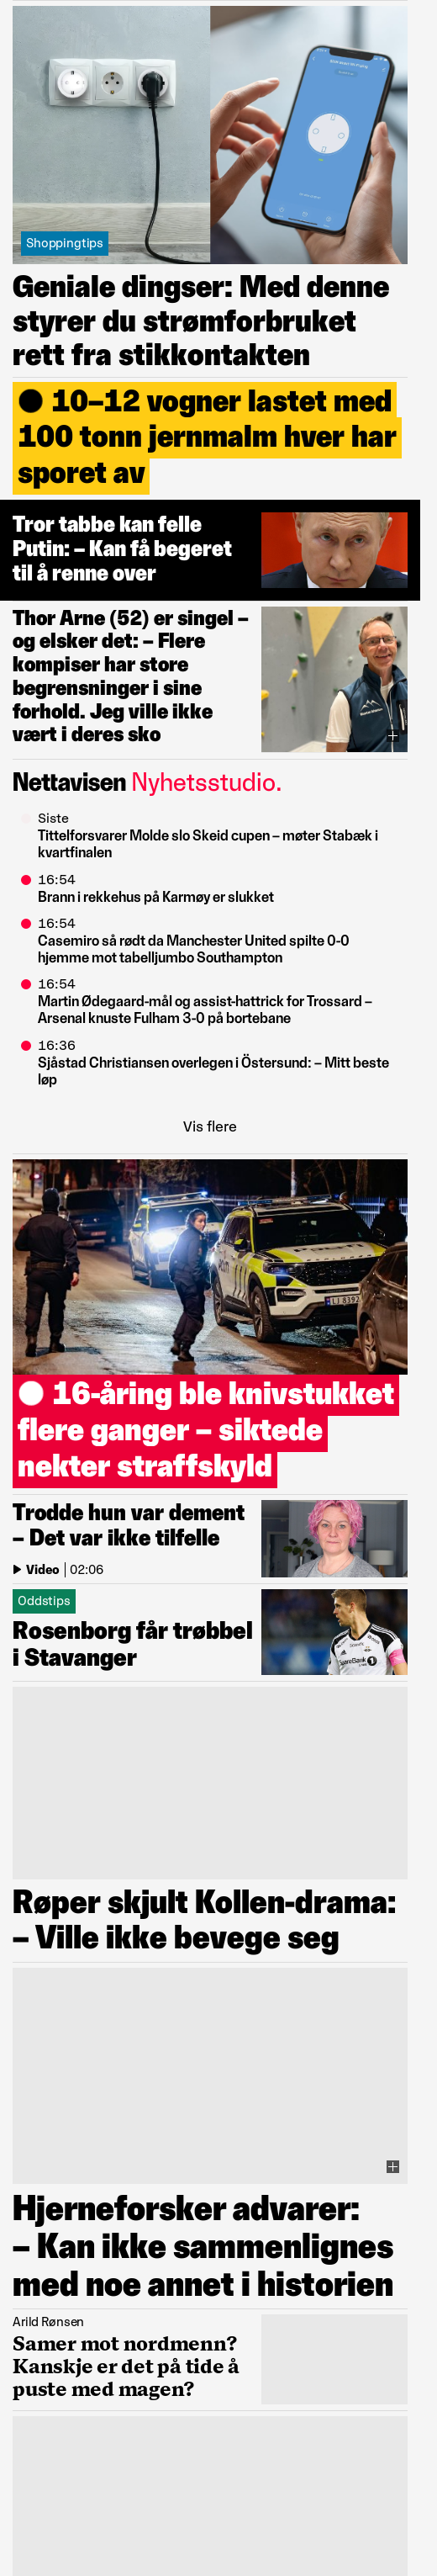 Shoppingtips
Geniale dingser: Med denne
styrer du strømforbruket
rett fra stikkontakten
10–12 vogner lastet med
100 tonn jernmalm hver har
sporet av
Tror tabbe kan felle
Putin: – Kan få begeret
til å renne over
Thor Arne (52) er singel –
og elsker det: – Flere
kompiser har store
begrensninger i sine
forhold. Jeg ville ikke
vært i deres sko
Nettavisen Nyhetsstudio.
Siste
Tittelforsvarer Molde slo Skeid cupen – møter Stabæk i
kvartfinalen
16:54
Brann i rekkehus på Karmøy er slukket
16:54
Casemiro så rødt da Manchester United spilte 0-0
hjemme mot tabelljumbo Southampton
16:54
Martin Ødegaard-mål og assist-hattrick for Trossard –
Arsenal knuste Fulham 3-0 på bortebane
16:36
Sjåstad Christiansen overlegen i Östersund: – Mitt beste
løp
Vis flere
16-åring ble knivstukket
flere ganger – siktede
nekter straffskyld
Trodde hun var dement
– Det var ikke tilfelle
Video 02:06
Oddstips
Rosenborg får trøbbel
i Stavanger
Røper skjult Kollen-drama:
– Ville ikke bevege seg
Hjerneforsker advarer:
– Kan ikke sammenlignes
med noe annet i historien
Arild Rønsen
Samer mot nordmenn?
Kanskje er det på tide å
puste med magen?